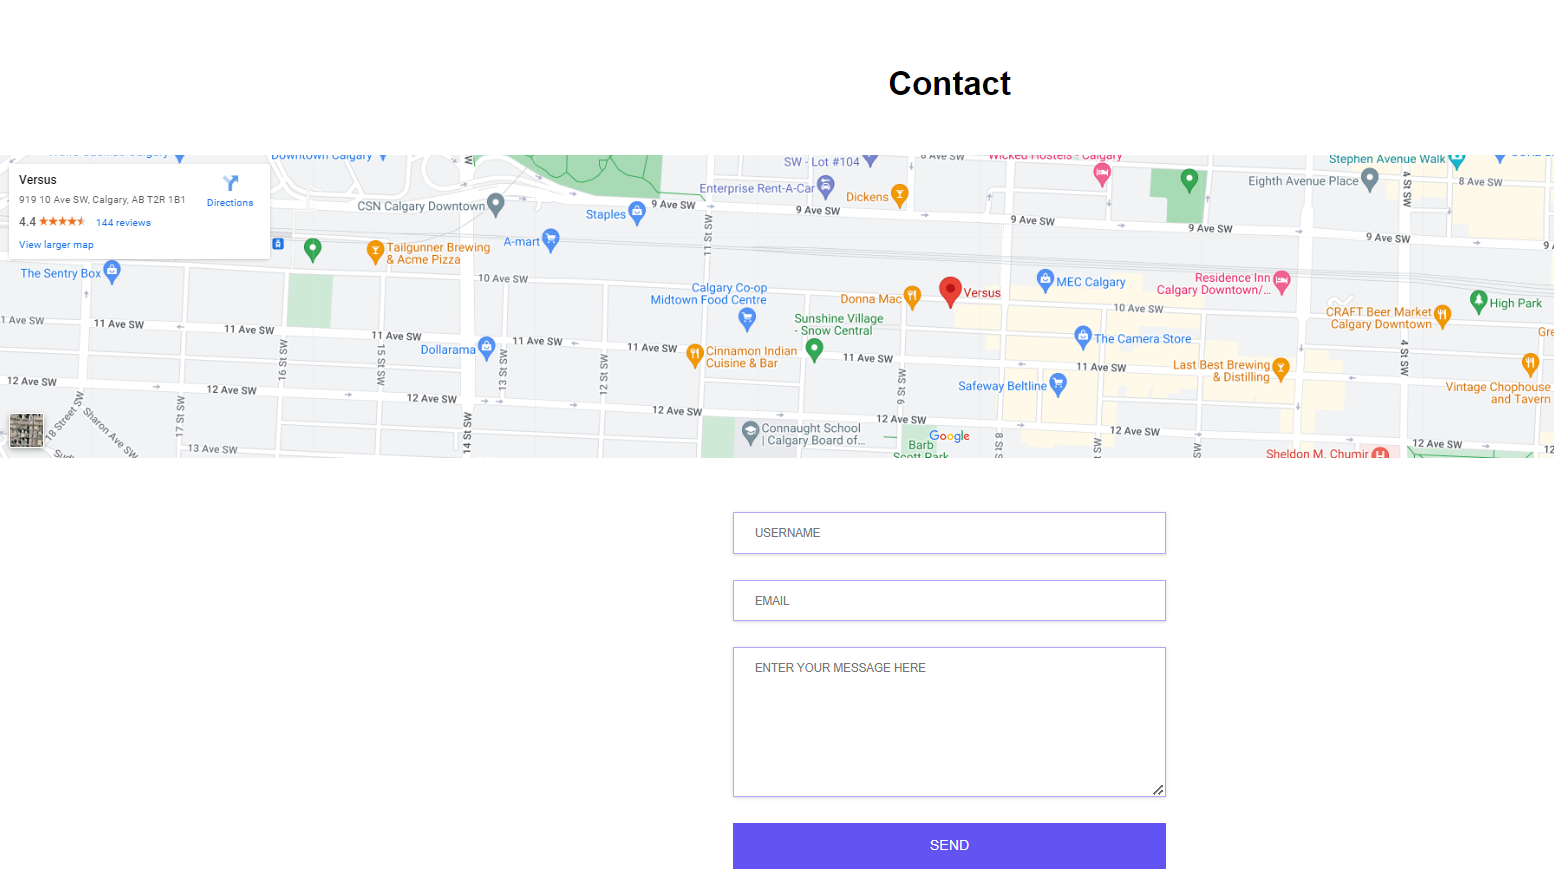 Contact
Downtown Calgary
SW - Lot #104
8 Ave SW
Wicked Hostels - Calgary
Stephen Avenue Walk
Versus
919 10 Ave SW, Calgary, AB T2R 1B1
Directions
4.4
144 reviews
View larger map
CSN Calgary Downtown
Staples
Enterprise Rent-A-Car
Dickens
Eighth Avenue Place
8 Ave SW
4 St SW
9 Ave SW
9 Ave SW
9 Ave SW
9 Ave SW
9 Ave SW
11 St SW
Tailgunner Brewing
& Acme Pizza
A-mart
The Sentry Box
10 Ave SW
Calgary Co-op
Midtown Food Centre
Donna Mac
Versus
MEC Calgary
Residence Inn
Calgary Downtown/...
High Park
10 Ave SW
CRAFT Beer Market
Calgary Downtown
Sunshine Village
- Snow Central
1 Ave SW
11 Ave SW
11 Ave SW
11 Ave SW
11 Ave SW
11 Ave SW
11 Ave SW
11 Ave SW
Dollarama
Cinnamon Indian
Cuisine & Bar
The Camera Store
Last Best Brewing
& Distilling
Safeway Beltline
Vintage Chophouse
and Tavern
16 St SW
15 St SW
13 St SW
12 St SW
9 St SW
4 St SW
12 Ave SW
12 Ave SW
12 Ave SW
12 Ave SW
12 Ave SW
12 Ave SW
12 Ave SW
18 Street SW
Sharon Ave SW
17 St SW
13 Ave SW
13 Ave SW
14 St SW
Connaught School
| Calgary Board of...
Google
Barb
Scott Park
8 St SW
Sheldon M. Chumir
USERNAME
EMAIL
ENTER YOUR MESSAGE HERE
SEND